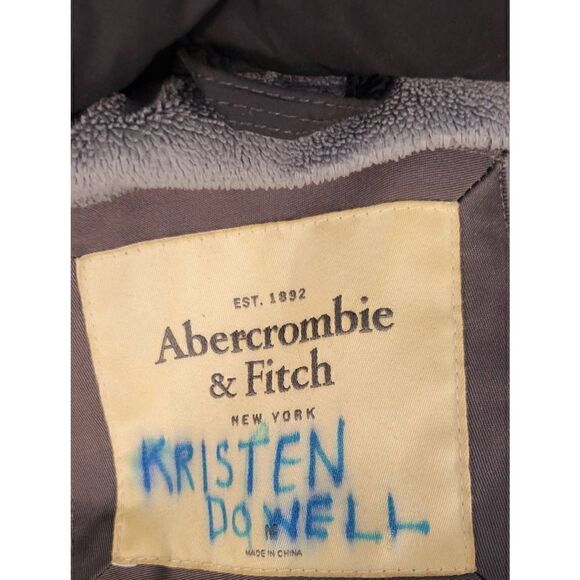 EST. 1892
Abercrombie
& Fitch
NEW YORK
KRISTEN
DOWELL
M
MADE IN CHINA